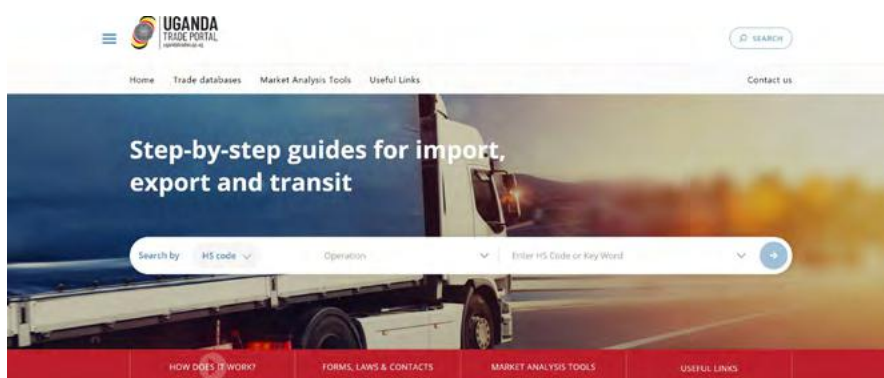 UGANDA
TRADE PORTAL
SEARCH
Home Trade databases Market Analysis Tools Useful Links Contact us
Step-by-step guides for import,
export and transit
Search by HS code Operation Enter HS Code or Key Word
HOW DOES IT WORK? FORMS, LAWS & CONTACTS MARKET ANALYSIS TOOLS USEFUL LINKS